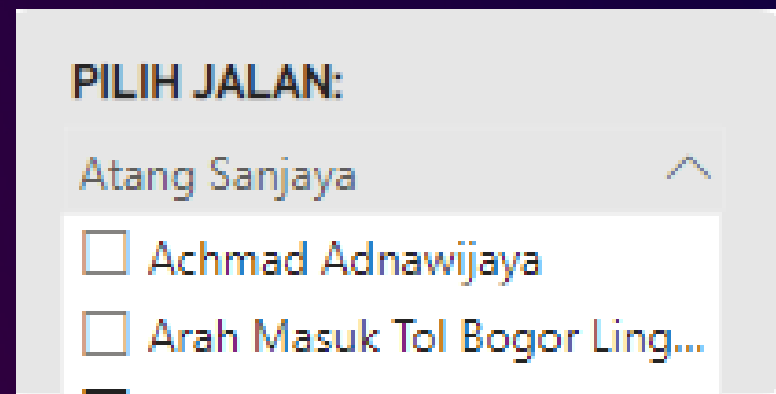 PILIH JALAN:
Atang Sanjaya
Achmad Adnawijaya
Arah Masuk Tol Bogor Ling...